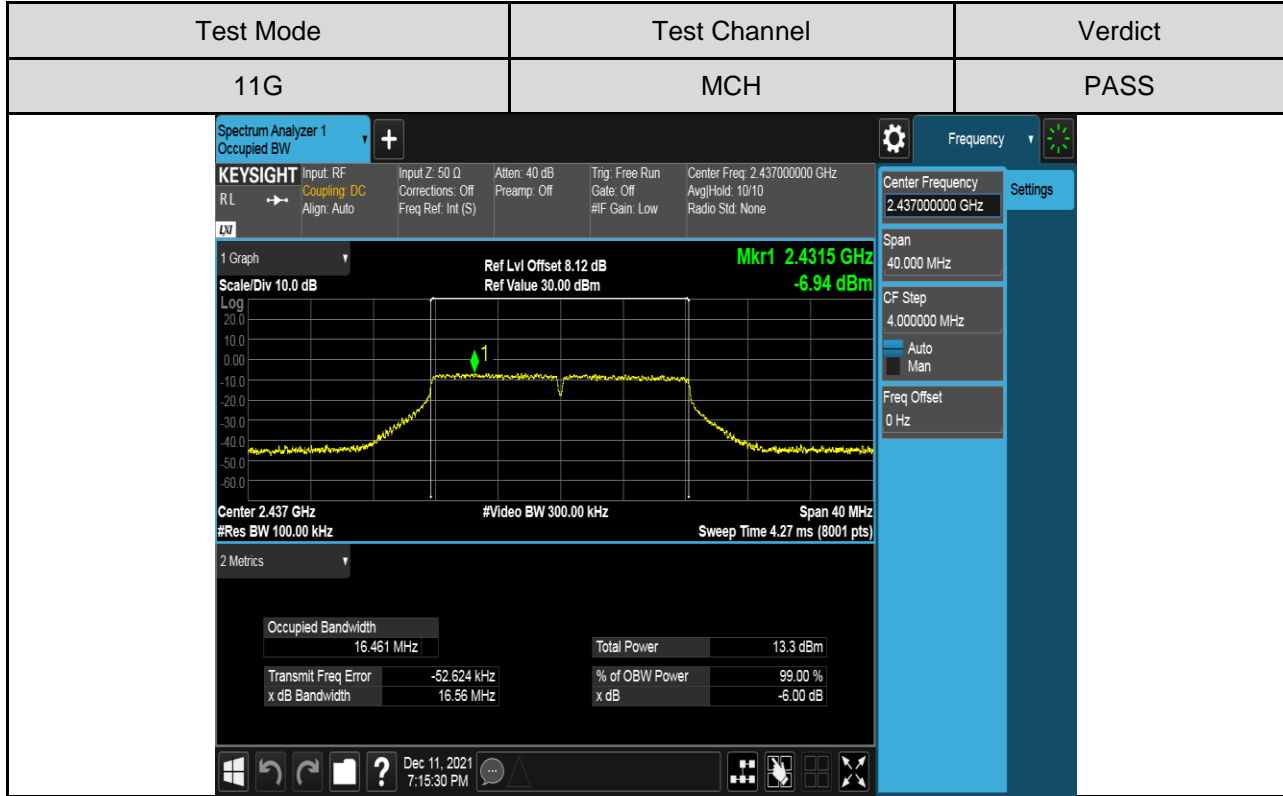 Test Mode Test Channel Verdict
11G MCH PASS
Spectrum Analyzer 1
Occupied BW
+
Frequency
KEYSIGHT Input: RF Input Z: 50 Ω Atten: 40 dB Trig: Free Run Center Freq: 2.437000000 GHz
RL Coupling: DC Corrections: Off Preamp: Off Gate: Off Avg|Hold: 10/10
Align: Auto Freq Ref: Int (S) #IF Gain: Low Radio Std: None
LXI
Center Frequency
2.437000000 GHz
Settings
Span
40.000 MHz
CF Step
4.000000 MHz
Auto
Man
Freq Offset
0 Hz
1 Graph Ref Lvl Offset 8.12 dB Mkr1 2.4315 GHz
Scale/Div 10.0 dB Ref Value 30.00 dBm -6.94 dBm
Log
20.0
10.0
0.00
-10.0
-20.0
-30.0
-40.0
-50.0
-60.0
1
Center 2.437 GHz #Video BW 300.00 kHz Span 40 MHz
#Res BW 100.00 kHz Sweep Time 4.27 ms (8001 pts)
2 Metrics
Occupied Bandwidth
16.461 MHz Total Power 13.3 dBm
Transmit Freq Error -52.624 kHz % of OBW Power 99.00 %
x dB Bandwidth 16.56 MHz x dB -6.00 dB
? Dec 11, 2021
7:15:30 PM